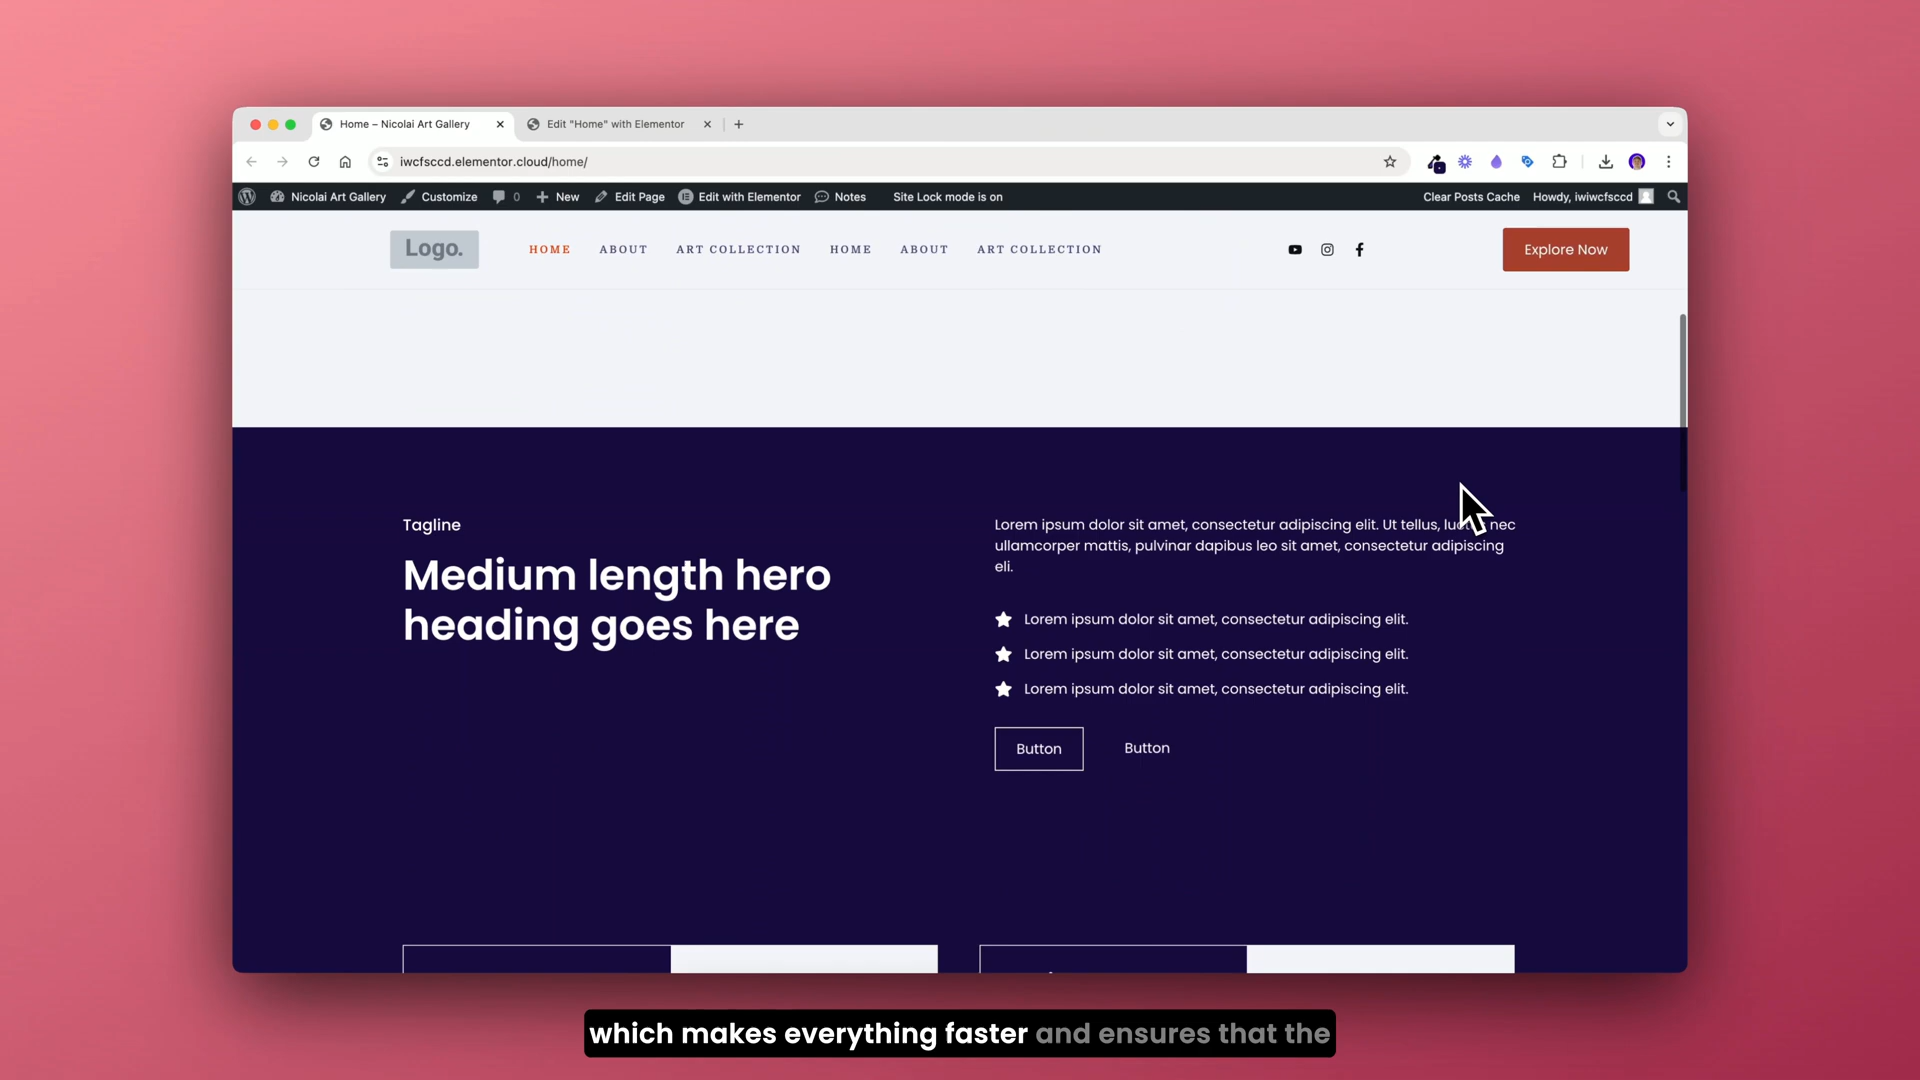 Home – Nicolai Art Gallery
Edit "Home" with Elementor
iwcfsccd.elementor.cloud/home/
Nicolai Art Gallery Customize 0 New Edit Page Edit with Elementor Notes Site Lock mode is on Clear Posts Cache Howdy, iwiwcfsccd
Logo. HOME ABOUT ART COLLECTION HOME ABOUT ART COLLECTION Explore Now
Tagline
Medium length hero
heading goes here
Lorem ipsum dolor sit amet, consectetur adipiscing elit. Ut tellus, nec
ullamcorper mattis, pulvinar dapibus leo sit amet, consectetur adipiscing
eli.
Lorem ipsum dolor sit amet, consectetur adipiscing elit.
Lorem ipsum dolor sit amet, consectetur adipiscing elit.
Lorem ipsum dolor sit amet, consectetur adipiscing elit.
Button Button
which makes everything faster and ensures that the